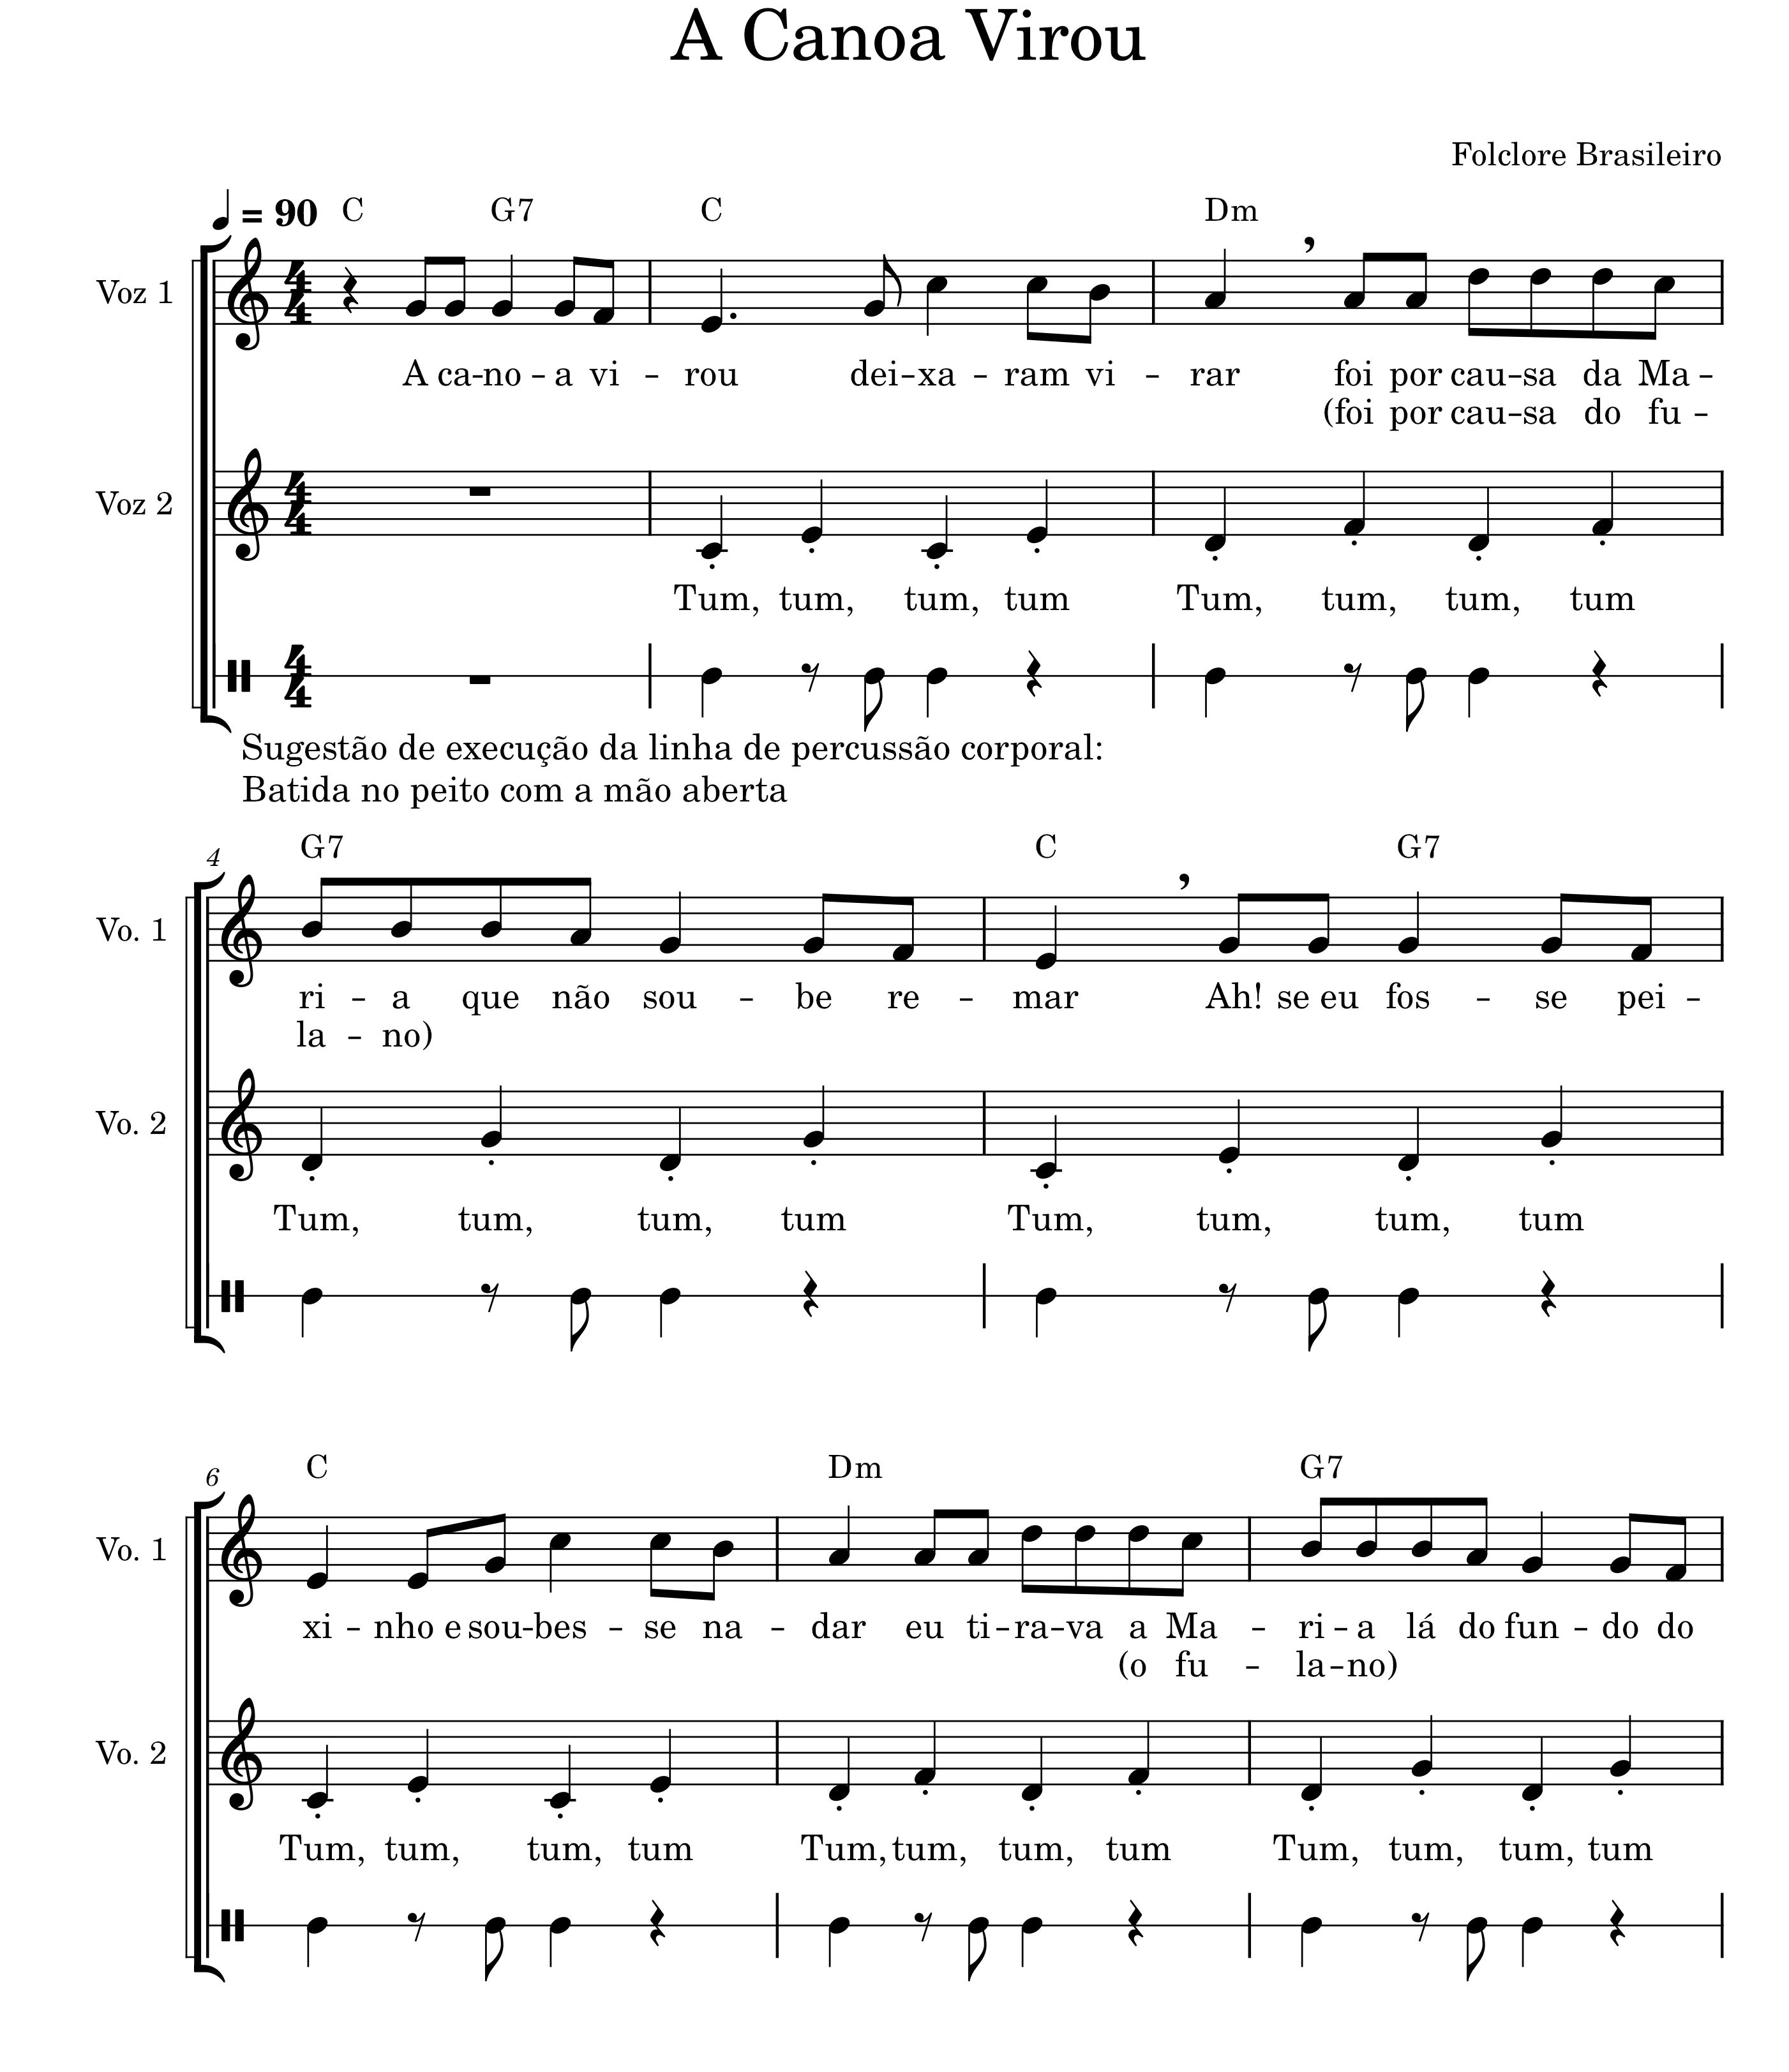 A Canoa Virou
Folclore Brasileiro
♩ = 90 C G7 C Dm
Voz 1
A ca-no - a vi - rou dei-xa - ram vi - rar foi por cau-sa da Ma -
(foi por cau-sa do fu -
Voz 2
Tum, tum, tum, tum Tum, tum, tum, tum
Sugestão de execução da linha de percussão corporal:
Batida no peito com a mão aberta
4 G7 C G7
Vo. 1
ri - a que não sou - be re - mar Ah! se eu fos - se pei -
la - no)
Vo. 2
Tum, tum, tum, tum Tum, tum, tum, tum
6 C Dm G7
Vo. 1
xi - nho e sou-bes - se na - dar eu ti-ra-va a Ma - ri-a lá do fun - do do
(o fu - la-no)
Vo. 2
Tum, tum, tum, tum Tum, tum, tum, tum Tum, tum, tum, tum